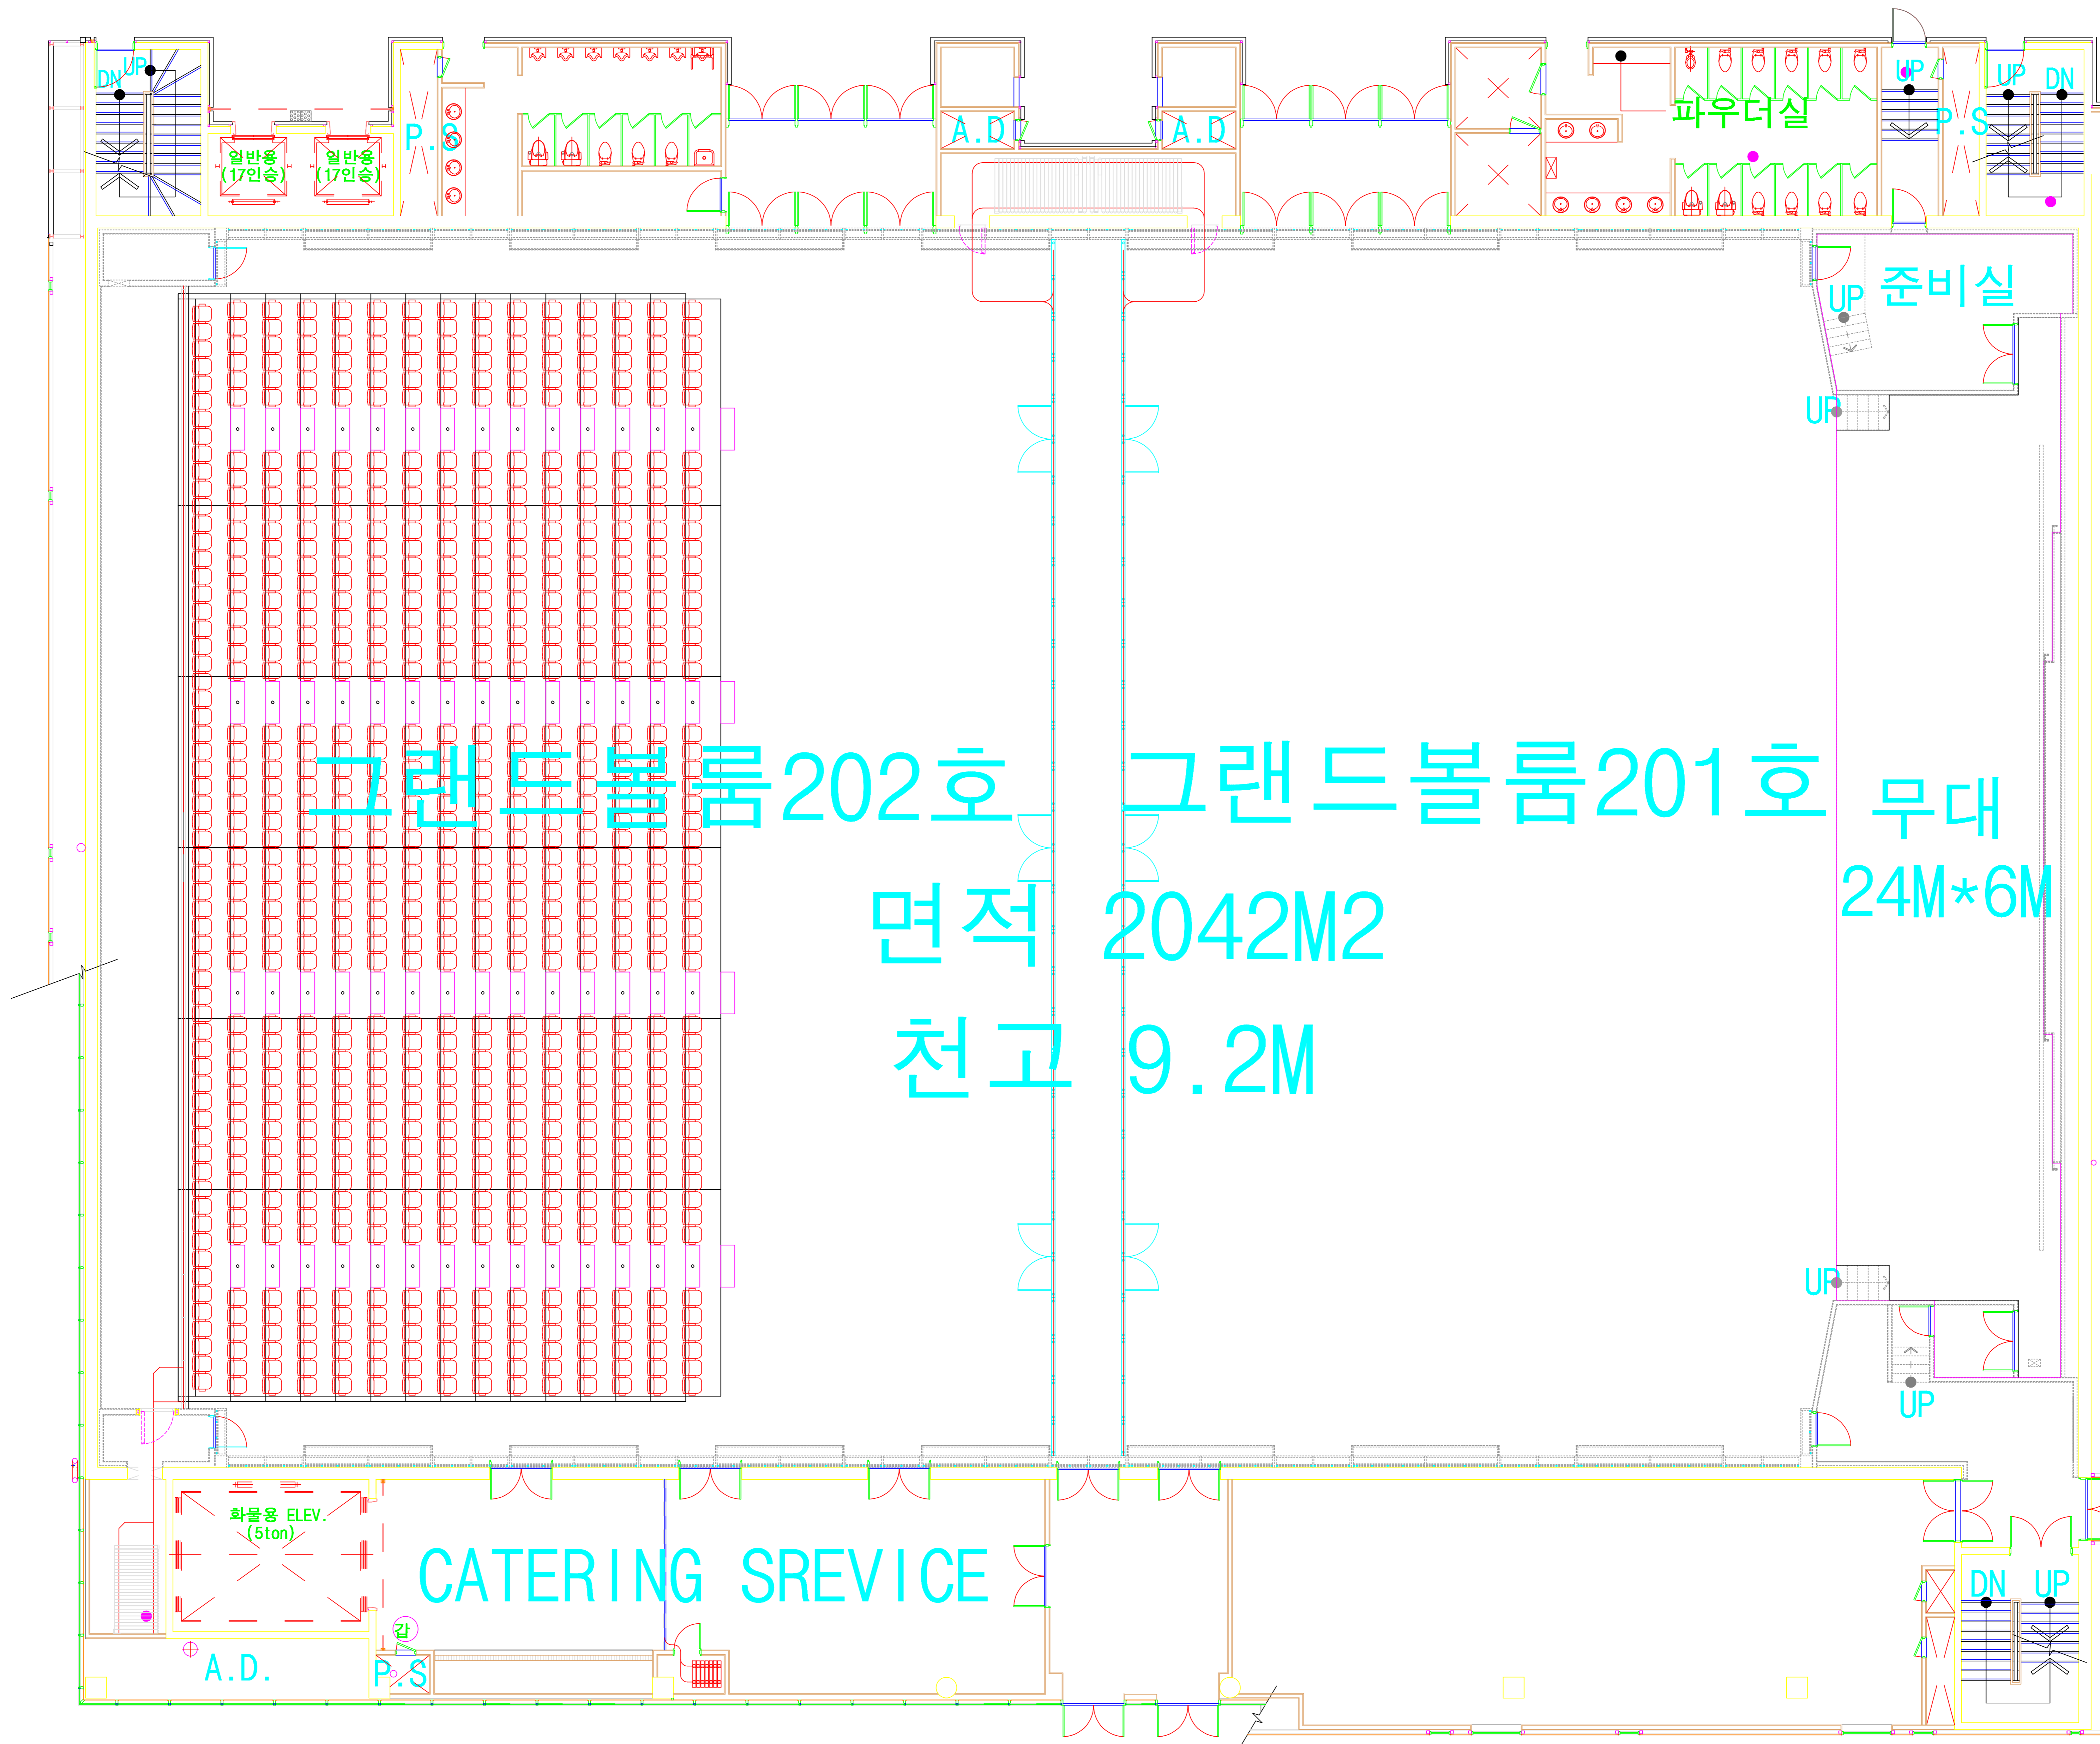 DN UP
일반용
(17인승)
일반용
(17인승)
P.S
A.D
A.D
파우더실
UP
P.S
UP DN
준비실
UP
UP
그랜드볼룸202호
그랜드볼룸201호
무대
24M*6M
면적 2042M2
천고 9.2M
UP
UP
화물용 ELEV.
(5ton)
CATERING SREVICE
갑
A.D.
P.S
DN UP